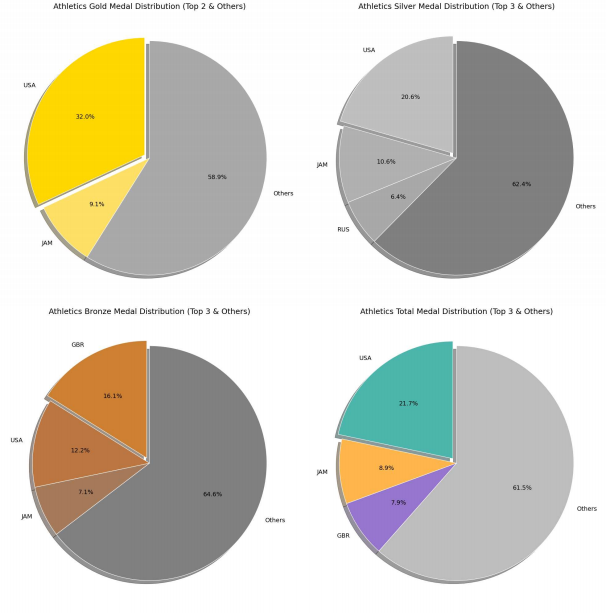 Athletics Gold Medal Distribution (Top 2 & Others)
USA
32.0%
9.1%
JAM
58.9%
Others
Athletics Silver Medal Distribution (Top 3 & Others)
USA
20.6%
JAM
10.6%
6.4%
RUS
62.4%
Others
Athletics Bronze Medal Distribution (Top 3 & Others)
GBR
16.1%
USA
12.2%
7.1%
JAM
64.6%
Others
Athletics Total Medal Distribution (Top 3 & Others)
USA
21.7%
JAM
8.9%
7.9%
GBR
61.5%
Others